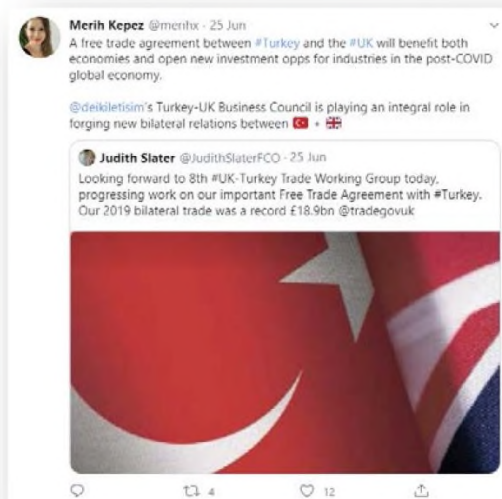 Merih Kepez @merihx · 25 Jun
A free trade agreement between #Turkey and the #UK will benefit both
economies and open new investment opps for industries in the post-COVID
global economy.
@deikiletisim's Turkey-UK Business Council is playing an integral role in
forging new bilateral relations between 🇹🇷 + 🇬🇧
Judith Slater @JudithSlaterFCO · 25 Jun
Looking forward to 8th #UK-Turkey Trade Working Group today,
progressing work on our important Free Trade Agreement with #Turkey.
Our 2019 bilateral trade was a record £18.9bn @tradegovuk
4
12